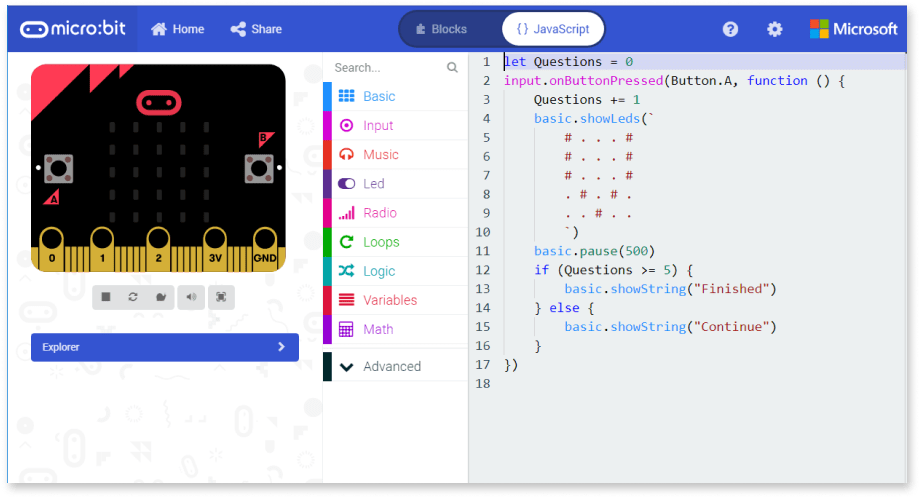 micro:bit Home Share Blocks {} JavaScript ? Microsoft
Search...
Basic
Input
Music
Led
Radio
Loops
Logic
Variables
Math
Advanced
B
A
0 1 2 3V GND
Explorer
1 let Questions = 0
2 input.onButtonPressed(Button.A, function () {
3     Questions += 1
4     basic.showLeds(`
5         # . . . #
6         # . . . #
7         # . . . #
8         . # . # .
9         . . # . .
10         `)
11     basic.pause(500)
12     if (Questions >= 5) {
13         basic.showString("Finished")
14     } else {
15         basic.showString("Continue")
16     }
17 })
18